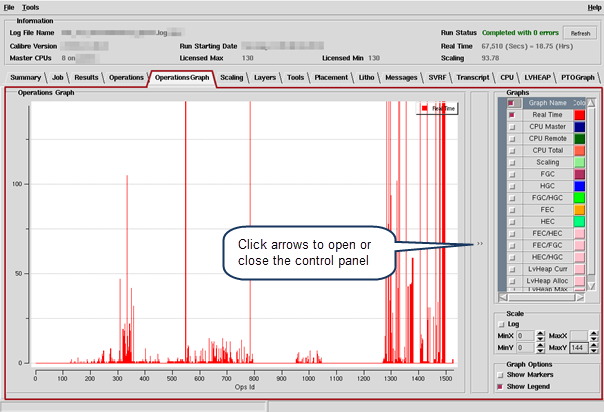 File Tools Help
Information
Log File Name .log Run Status Completed with 0 errors Refresh
Calibre Version Run Starting Date Real Time 67,510 (Secs) = 18.75 (Hrs)
Master CPUs 8 on Licensed Max 130 Licensed Min 130 Scaling 93.78
Summary Job Results Operations OperationsGraph Scaling Layers Tools Placement Litho Messages SVRF Transcript CPU LVHEAP PTOGraph
Operations Graph
Real Time
100
50
0
0 100 200 300 400 500 600 700 800 900 1000 1100 1200 1300 1400 1500
Ops Id
Click arrows to open or
close the control panel
>>
Graphs
Graph Name Colo
Real Time
CPU Master
CPU Remote
CPU Total
Scaling
FGC
HGC
FGC/HGC
FEC
HEC
FEC/HEC
FEC/FGC
HEC/HGC
LvHeap Curr
LvHeap Alloc
LvHeap Max
Scale
Log
MinX 0 MaxX
MinY 0 MaxY 144
Graph Options
Show Markers
Show Legend